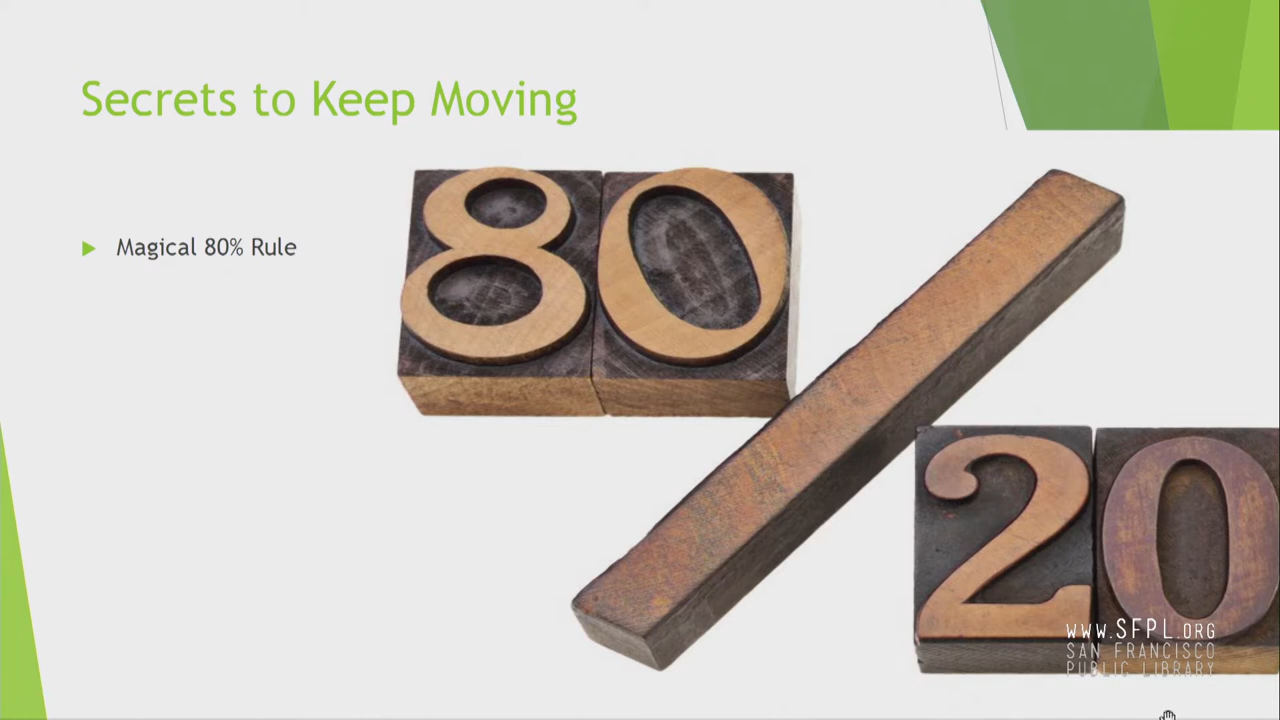 Secrets to Keep Moving
Magical 80% Rule
80
20
www.SFPL.ORG
SAN FRANCISCO
PUBLIC LIBRARY